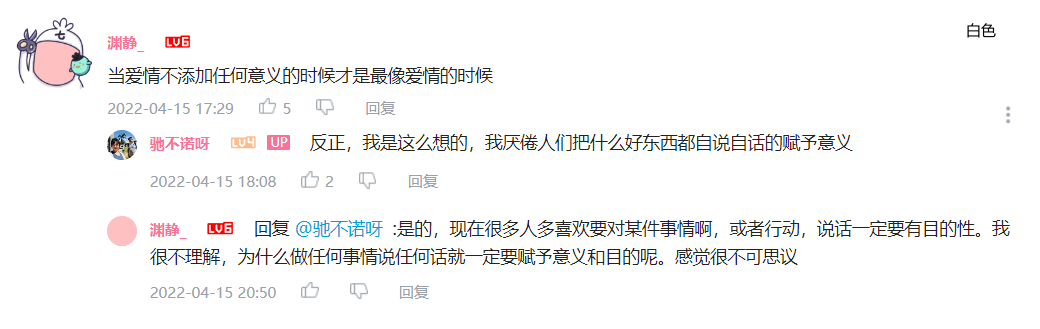 白色
渊静_ LV6
当爱情不添加任何意义的时候才是最像爱情的时候
2022-04-15 17:29 5 回复
驰不诺呀 LV4 UP 反正，我是这么想的，我厌倦人们把什么好东西都自说自话的赋予意义
2022-04-15 18:08 2 回复
渊静_ LV6 回复 @驰不诺呀 :是的，现在很多人多喜欢要对某件事情啊，或者行动，说话一定要有目的性。我
很不理解，为什么做任何事情说任何话就一定要赋予意义和目的呢。感觉很不可思议
2022-04-15 20:50 回复